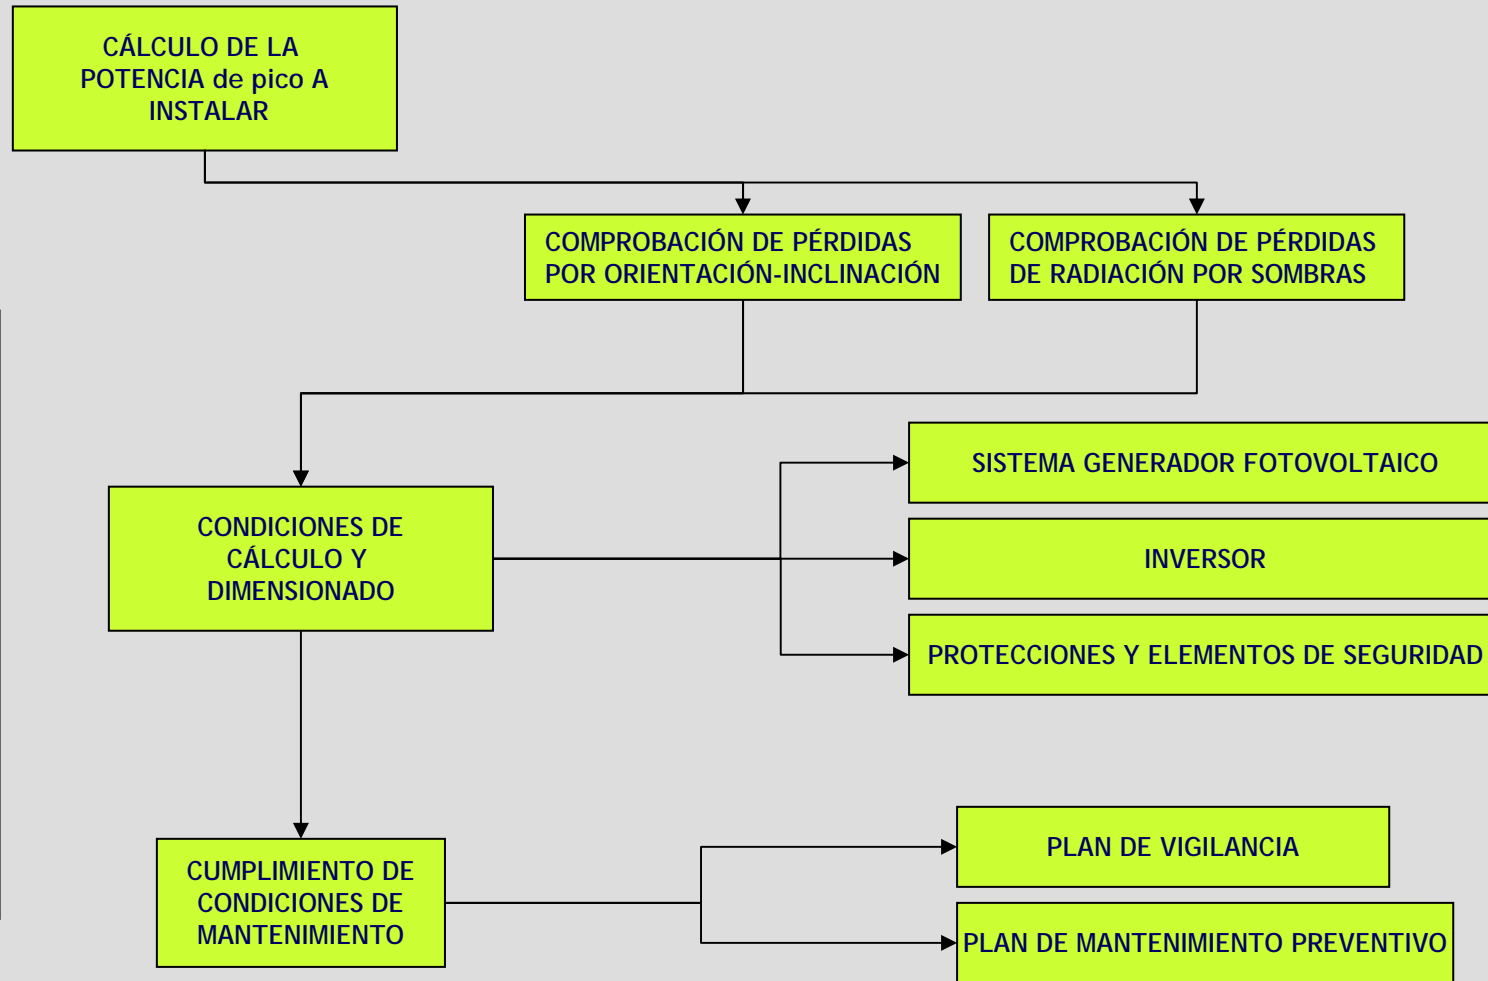 CÁLCULO DE LA
POTENCIA de pico A
INSTALAR
COMPROBACIÓN DE PÉRDIDAS
POR ORIENTACIÓN-INCLINACIÓN
COMPROBACIÓN DE PÉRDIDAS
DE RADIACIÓN POR SOMBRAS
CONDICIONES DE
CÁLCULO Y
DIMENSIONADO
SISTEMA GENERADOR FOTOVOLTAICO
INVERSOR
PROTECCIONES Y ELEMENTOS DE SEGURIDAD
CUMPLIMIENTO DE
CONDICIONES DE
MANTENIMIENTO
PLAN DE VIGILANCIA
PLAN DE MANTENIMIENTO PREVENTIVO